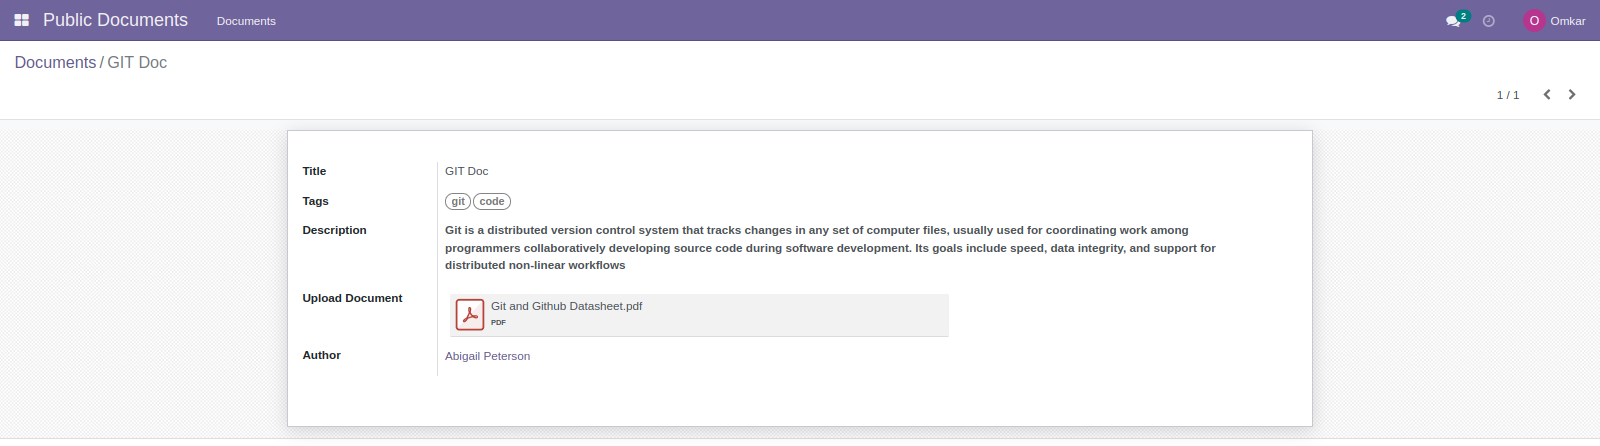 Public Documents Documents 2 O Omkar
Documents / GIT Doc
1 / 1
Title GIT Doc
Tags git code
Description Git is a distributed version control system that tracks changes in any set of computer files, usually used for coordinating work among
programmers collaboratively developing source code during software development. Its goals include speed, data integrity, and support for
distributed non-linear workflows
Upload Document Git and Github Datasheet.pdf
PDF
Author Abigail Peterson